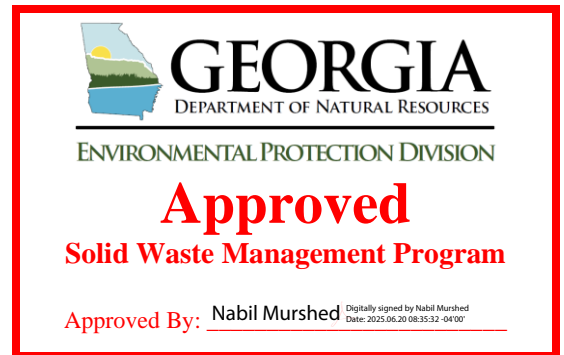 GEORGIA
DEPARTMENT OF NATURAL RESOURCES
ENVIRONMENTAL PROTECTION DIVISION
Approved
Solid Waste Management Program
Approved By: Nabil Murshed
Digitally signed by Nabil Murshed
Date: 2025.06.20 08:35:32 -04'00'